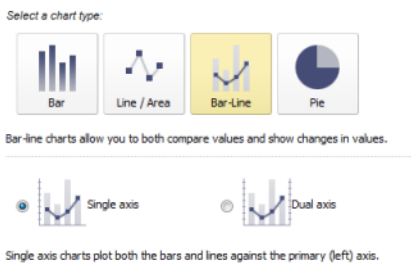 Select a chart type:
Bar
Line / Area
Bar-Line
Pie
Bar-line charts allow you to both compare values and show changes in values.
Single axis
Dual axis
Single axis charts plot both the bars and lines against the primary (left) axis.